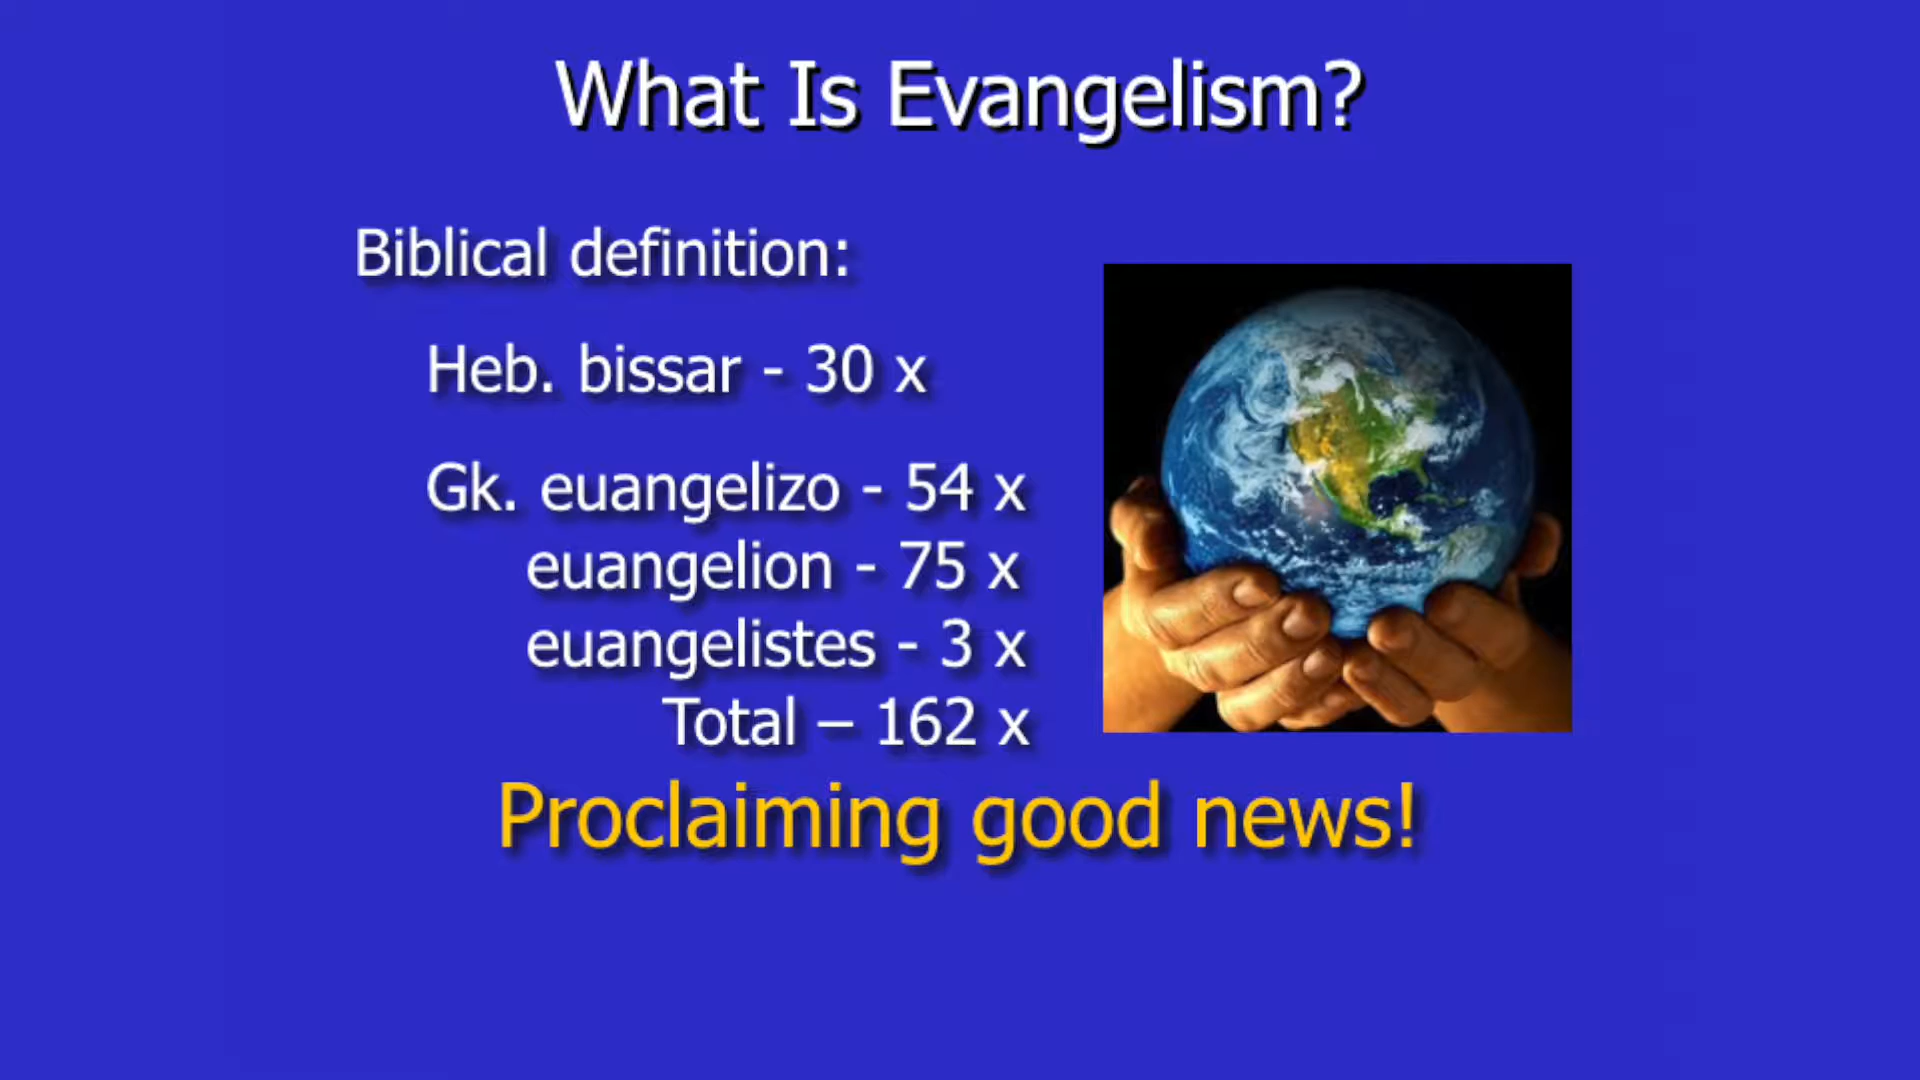 What Is Evangelism?
Biblical definition:
Heb. bissar - 30 x
Gk. euangelizo - 54 x
euangelion - 75 x
euangelistes - 3 x
Total – 162 x
Proclaiming good news!